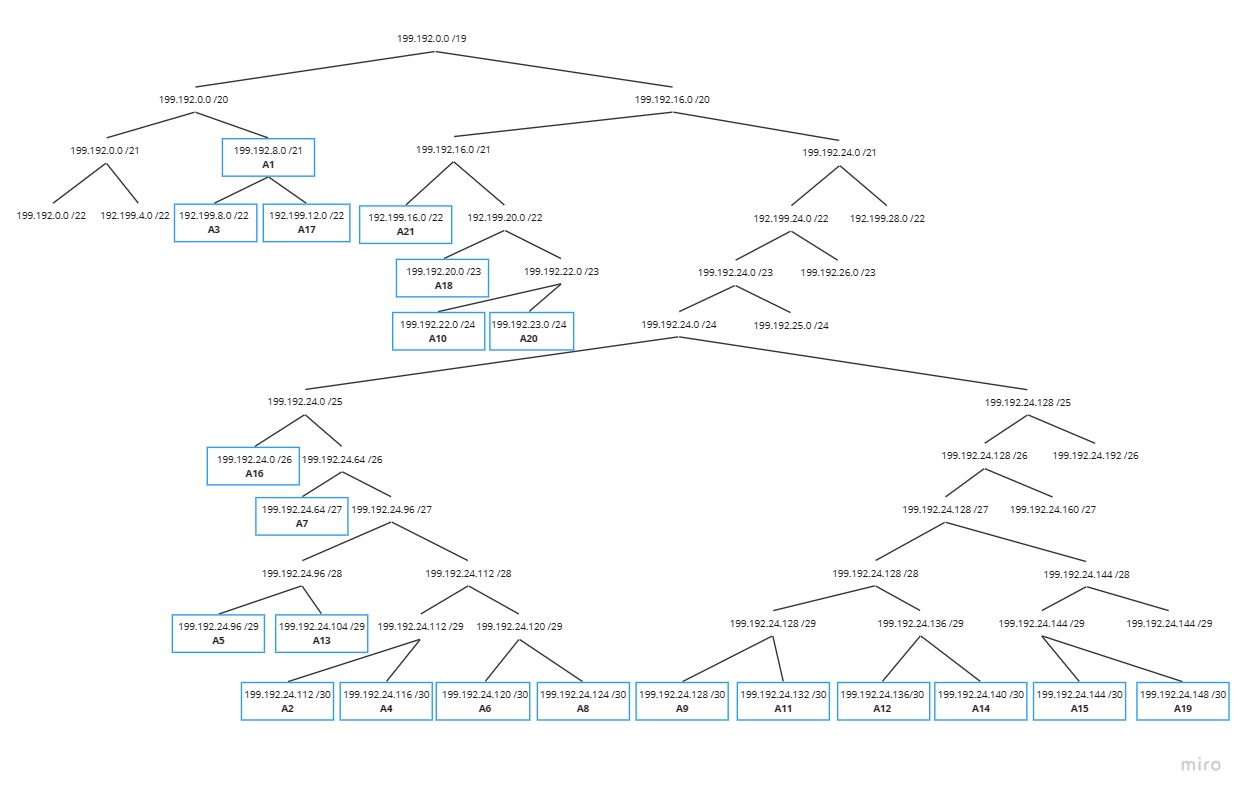 199.192.0.0 /19
199.192.0.0 /20
199.192.16.0 /20
199.192.0.0 /21
199.192.8.0 /21
A1
199.192.16.0 /21
199.192.24.0 /21
199.192.0.0 /22
192.199.4.0 /22
192.199.8.0 /22
A3
192.199.12.0 /22
A17
192.199.16.0 /22
A21
192.199.20.0 /22
192.199.24.0 /22
192.199.28.0 /22
199.192.20.0 /23
A18
199.192.22.0 /23
199.192.24.0 /23
199.192.26.0 /23
199.192.22.0 /24
A10
199.192.23.0 /24
A20
199.192.24.0 /24
199.192.25.0 /24
199.192.24.0 /25
199.192.24.128 /25
199.192.24.0 /26
A16
199.192.24.64 /26
199.192.24.128 /26
199.192.24.192 /26
199.192.24.64 /27
A7
199.192.24.96 /27
199.192.24.128 /27
199.192.24.160 /27
199.192.24.96 /28
199.192.24.112 /28
199.192.24.128 /28
199.192.24.144 /28
199.192.24.96 /29
A5
199.192.24.104 /29
A13
199.192.24.112 /29
199.192.24.120 /29
199.192.24.128 /29
199.192.24.136 /29
199.192.24.144 /29
199.192.24.144 /29
199.192.24.112 /30
A2
199.192.24.116 /30
A4
199.192.24.120 /30
A6
199.192.24.124 /30
A8
199.192.24.128 /30
A9
199.192.24.132 /30
A11
199.192.24.136/30
A12
199.192.24.140 /30
A14
199.192.24.144 /30
A15
199.192.24.148 /30
A19
miro